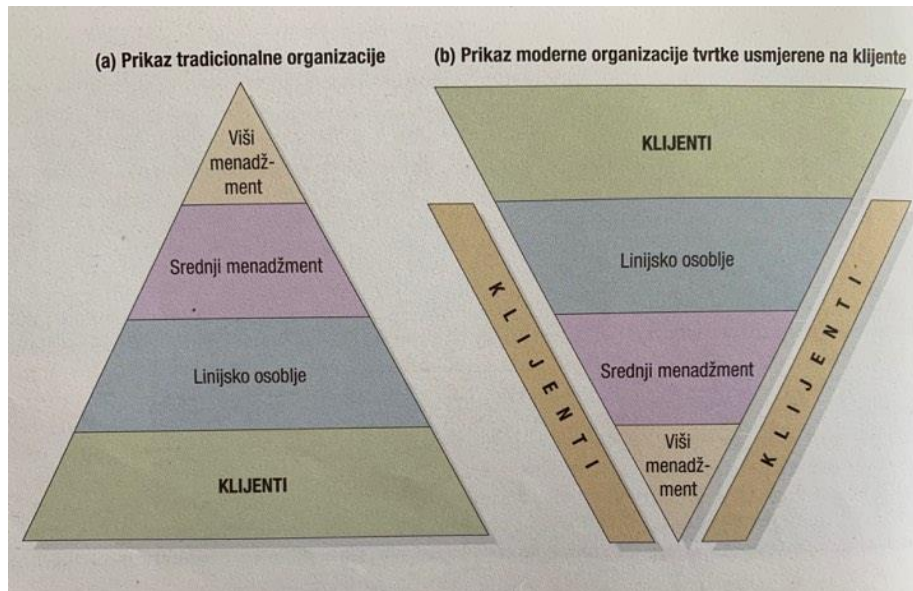 (a) Prikaz tradicionalne organizacije
Viši
menadž-
ment
Srednji menadžment
Linijsko osoblje
KLIJENTI
(b) Prikaz moderne organizacije tvrtke usmjerene na klijente
KLIJENTI
Linijsko osoblje
Srednji menadžment
Viši
menadž-
ment
KLIJENTI
KLIJENTI